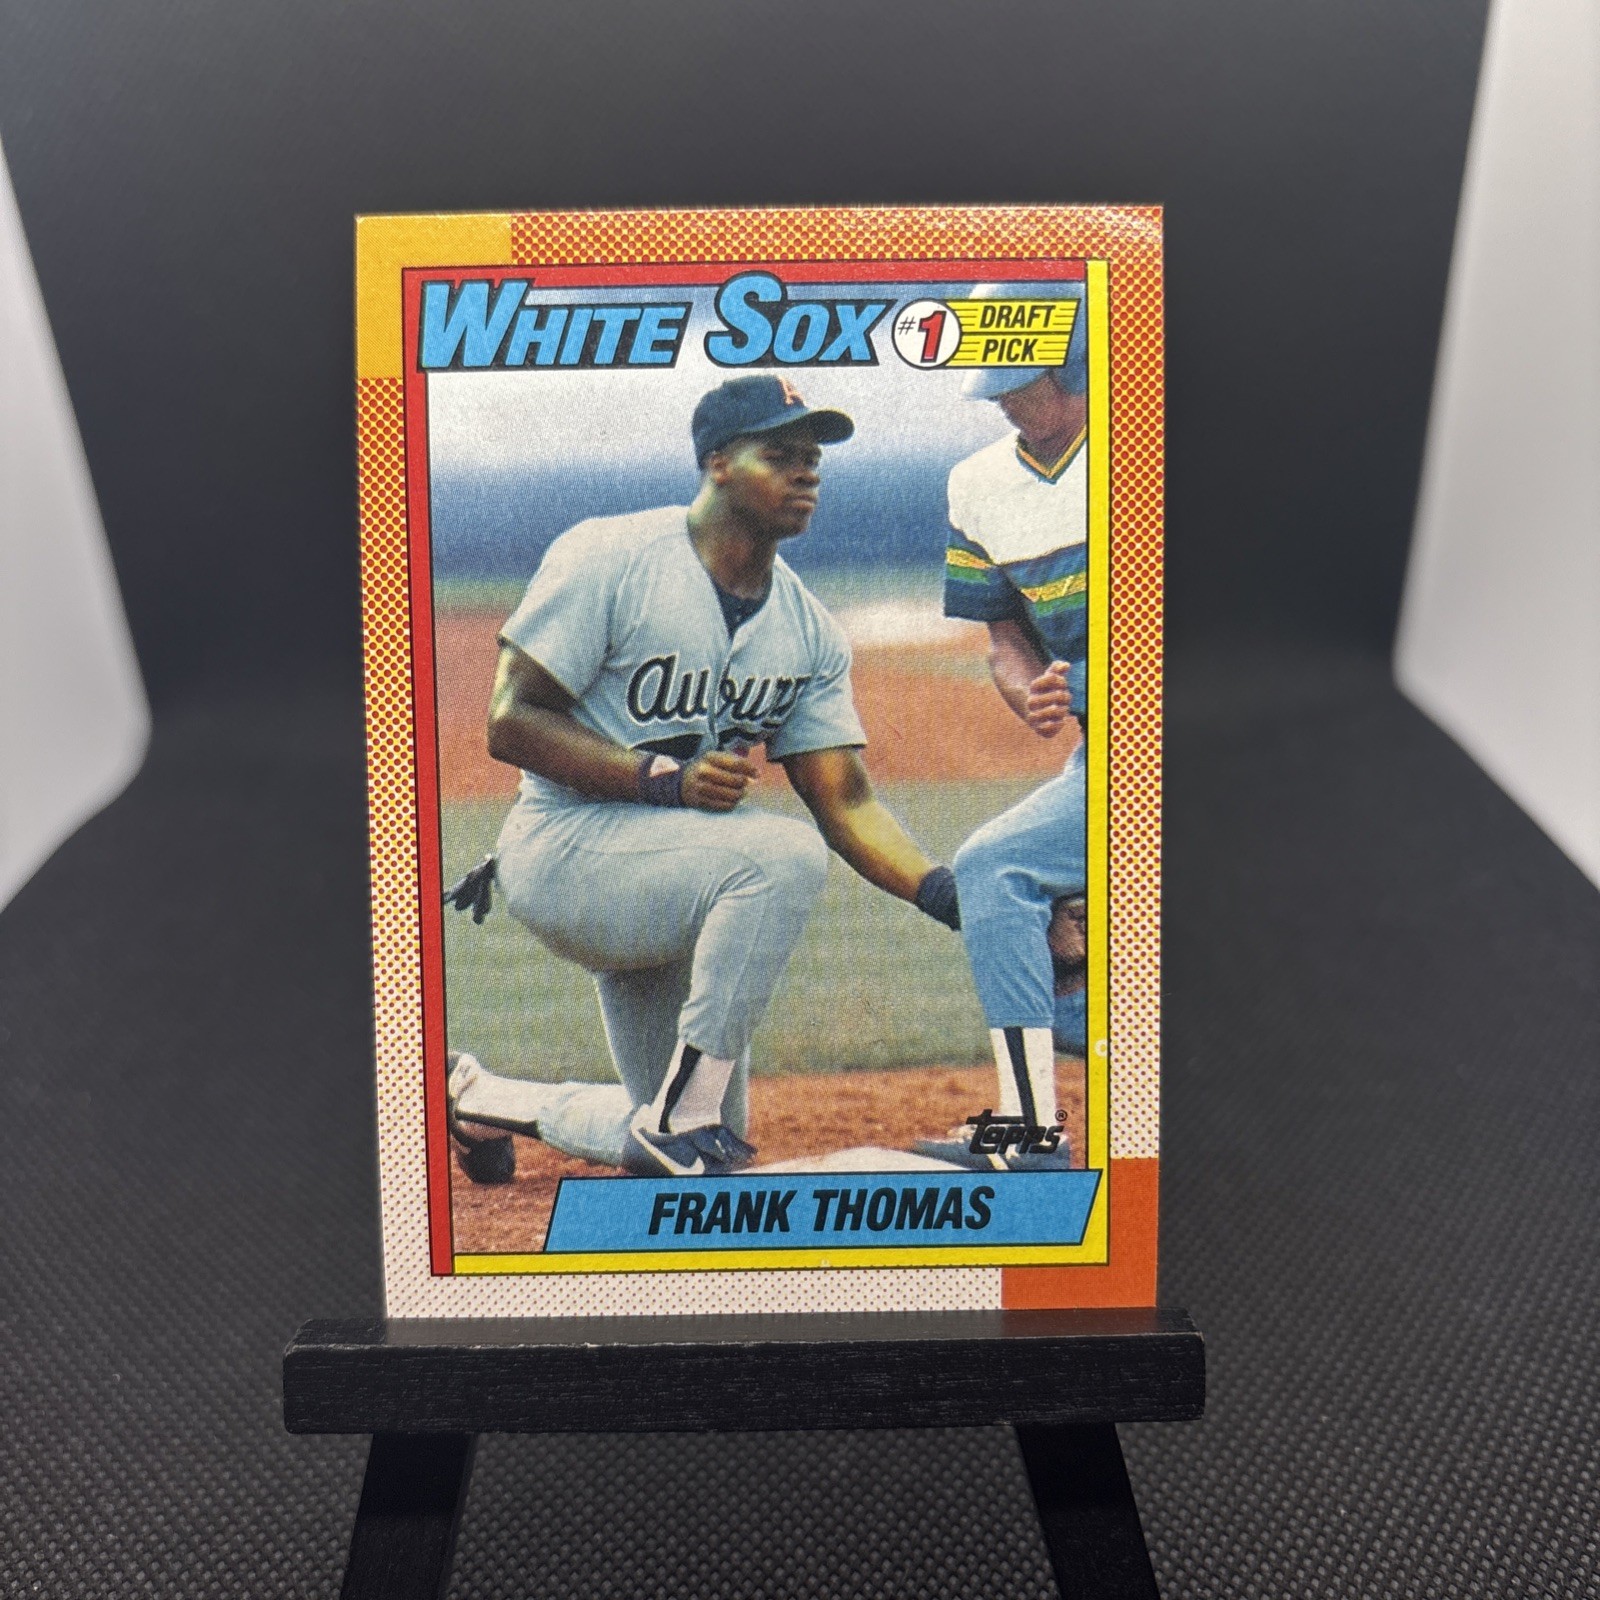 WHITE SOX #1 DRAFT PICK
A
Auburn
topps®
FRANK THOMAS